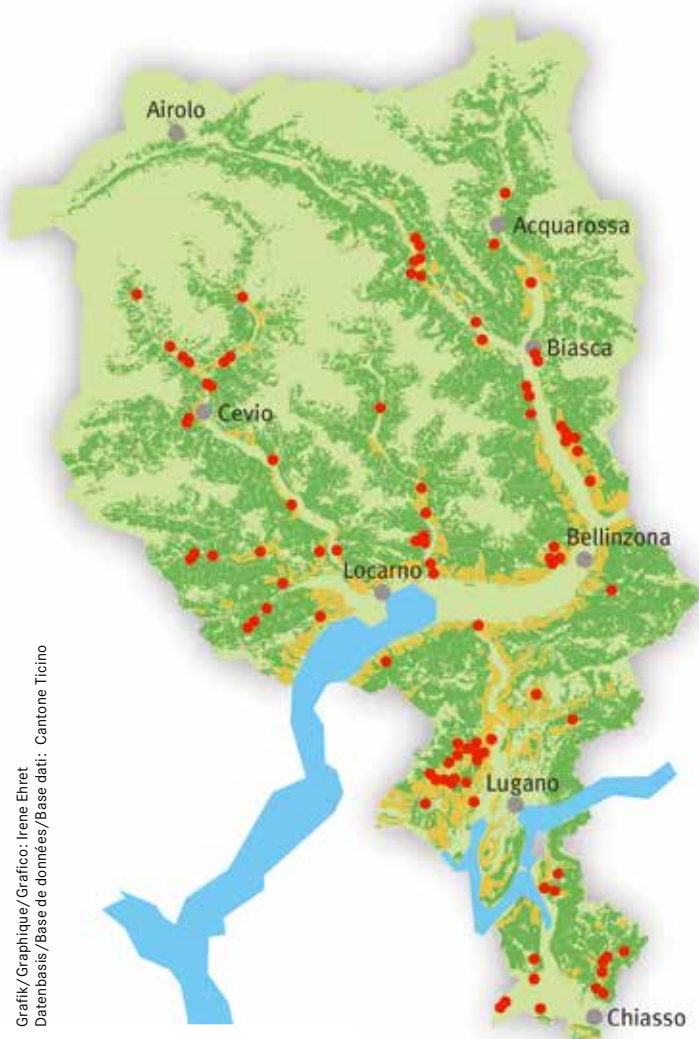 Airolo
Acquarossa
Biasca
Cevio
Bellinzona
Locarno
Lugano
Chiasso
Grafik/Graphique/Grafico: Irene Ehret
Datenbasis/Base de données/Base dati: Cantone Ticino